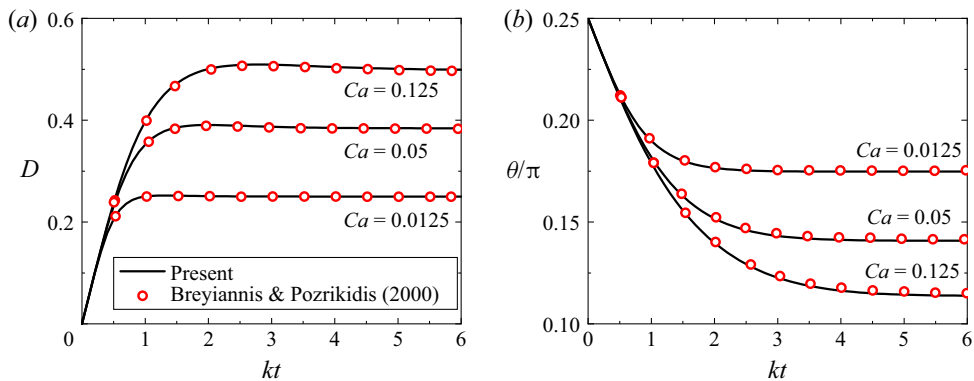 (a)
0.6
0.4
0.2
0
D
Ca = 0.125
Ca = 0.05
Ca = 0.0125
Present
Breyiannis & Pozrikidis (2000)
0 1 2 3 4 5 6
kt
(b)
0.25
0.20
0.15
0.10
θ/π
Ca = 0.0125
Ca = 0.05
Ca = 0.125
0 1 2 3 4 5 6
kt